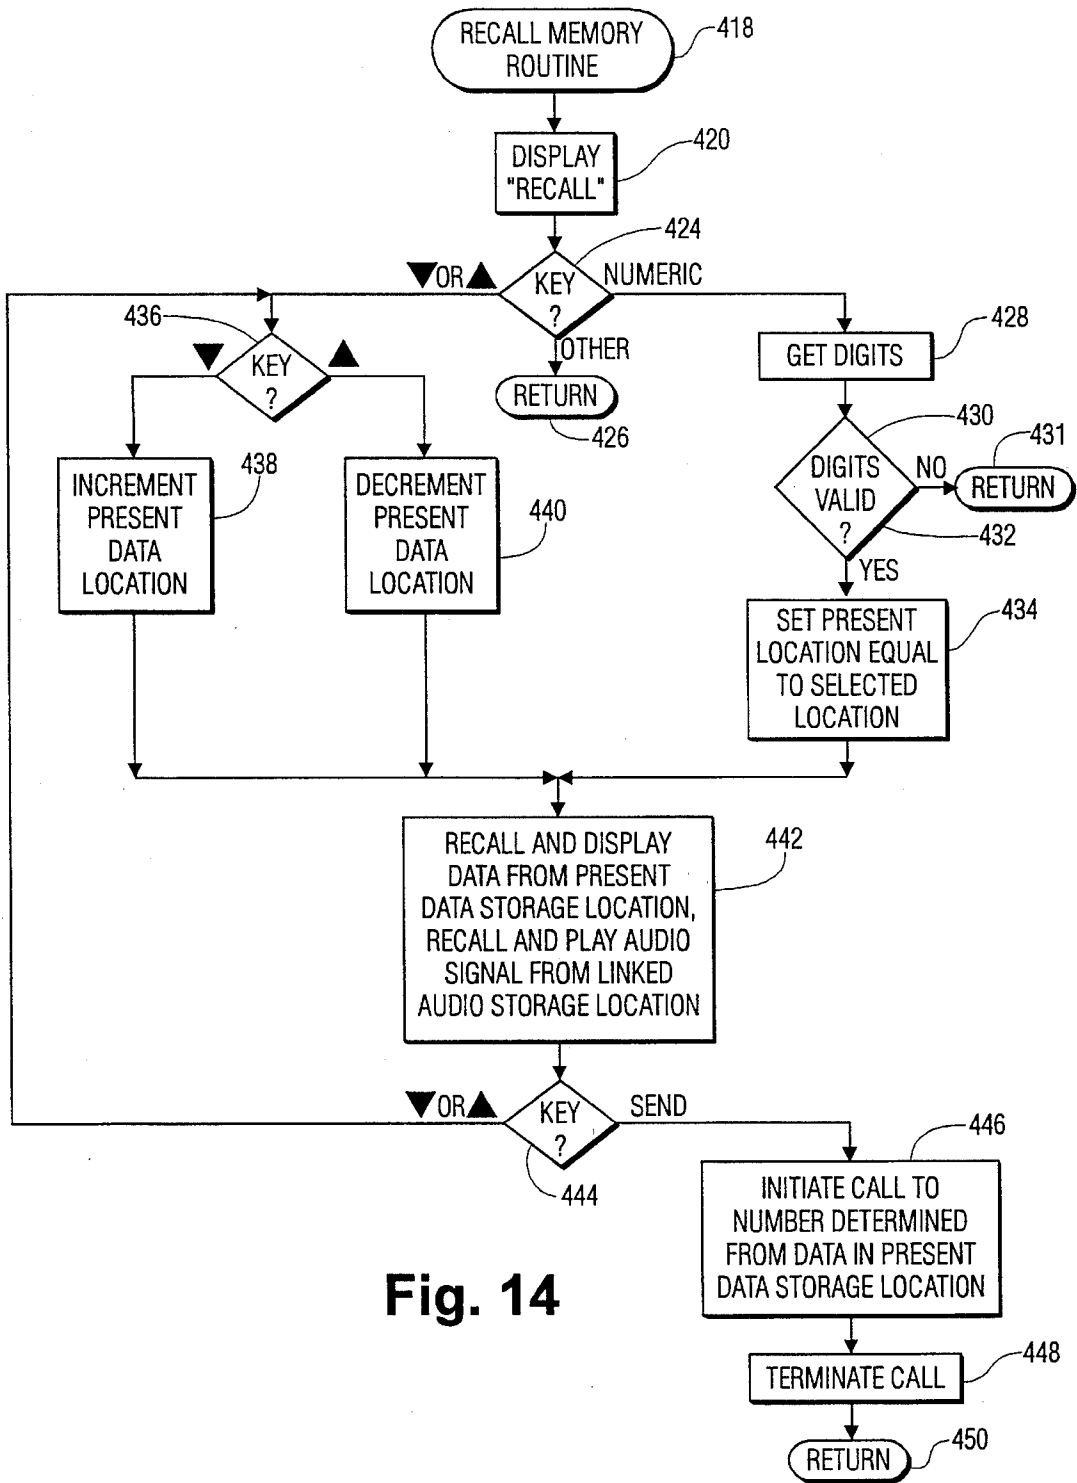 RECALL MEMORY
ROUTINE
418
DISPLAY
"RECALL"
420
424
▼OR▲
KEY
?
NUMERIC
OTHER
RETURN
426
436
▼
KEY
?
▲
GET DIGITS
428
430
DIGITS
VALID
?
432
NO
431
RETURN
YES
INCREMENT
PRESENT
DATA
LOCATION
438
DECREMENT
PRESENT
DATA
LOCATION
440
SET PRESENT
LOCATION EQUAL
TO SELECTED
LOCATION
434
RECALL AND DISPLAY
DATA FROM PRESENT
DATA STORAGE LOCATION,
RECALL AND PLAY AUDIO
SIGNAL FROM LINKED
AUDIO STORAGE LOCATION
442
▼OR▲
KEY
?
SEND
444
446
INITIATE CALL TO
NUMBER DETERMINED
FROM DATA IN PRESENT
DATA STORAGE LOCATION
Fig. 14
TERMINATE CALL
448
RETURN
450